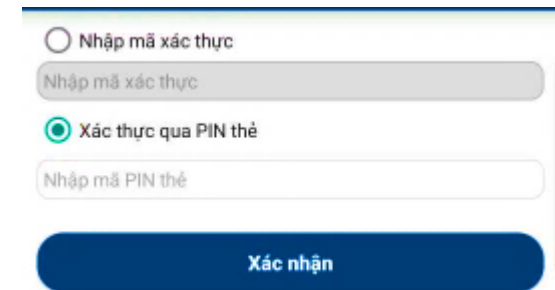 Nhập mã xác thực
Nhập mã xác thực
Xác thực qua PIN thẻ
Nhập mã PIN thẻ
Xác nhận